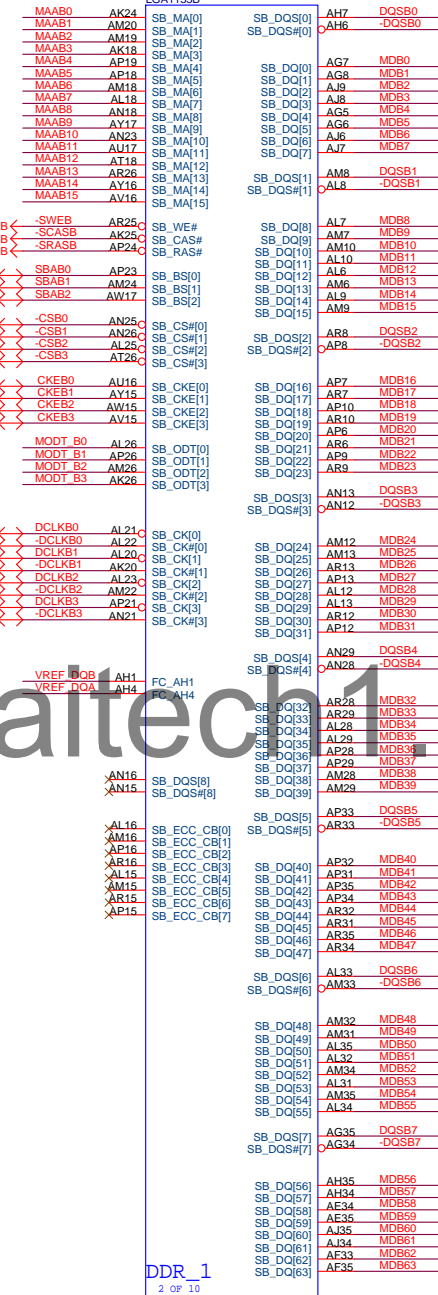 MAAB0 AK24 SB_MA[0] SB_DQS[0] AH7 DQSB0
MAAB1 AM20 SB_MA[1] SB_DQS#[0] AH6 -DQSB0
MAAB2 AM19 SB_MA[2]
MAAB3 AK18 SB_MA[3]
MAAB4 AP19 SB_MA[4] SB_DQ[0] AG7 MDB0
MAAB5 AP18 SB_MA[5] SB_DQ[1] AG8 MDB1
MAAB6 AM18 SB_MA[6] SB_DQ[2] AJ9 MDB2
MAAB7 AL18 SB_MA[7] SB_DQ[3] AJ8 MDB3
MAAB8 AN18 SB_MA[8] SB_DQ[4] AG5 MDB4
MAAB9 AY17 SB_MA[9] SB_DQ[5] AG6 MDB5
MAAB10 AN23 SB_MA[10] SB_DQ[6] AJ6 MDB6
MAAB11 AU17 SB_MA[11] SB_DQ[7] AJ7 MDB7
MAAB12 AT18 SB_MA[12]
MAAB13 AR26 SB_MA[13] SB_DQS[1] AM8 DQSB1
MAAB14 AY16 SB_MA[14] SB_DQS#[1] AL8 -DQSB1
MAAB15 AV16 SB_MA[15]
-SWEB AR25 SB_WE# SB_DQ[8] AL7 MDB8
-SCASB AK25 SB_CAS# SB_DQ[9] AM7 MDB9
-SRASB AP24 SB_RAS# SB_DQ[10] AM10 MDB10
SB_DQ[11] AL10 MDB11
SBAB0 AP23 SB_BS[0] SB_DQ[12] AL6 MDB12
SBAB1 AM24 SB_BS[1] SB_DQ[13] AM6 MDB13
SBAB2 AW17 SB_BS[2] SB_DQ[14] AL9 MDB14
SB_DQ[15] AM9 MDB15
-CSB0 AN25 SB_CS#[0]
-CSB1 AN26 SB_CS#[1] SB_DQS[2] AR8 DQSB2
-CSB2 AL25 SB_CS#[2] SB_DQS#[2] AP8 -DQSB2
-CSB3 AT26 SB_CS#[3]
CKEB0 AU16 SB_CKE[0] SB_DQ[16] AP7 MDB16
CKEB1 AY15 SB_CKE[1] SB_DQ[17] AR7 MDB17
CKEB2 AW15 SB_CKE[2] SB_DQ[18] AP10 MDB18
CKEB3 AV15 SB_CKE[3] SB_DQ[19] AR10 MDB19
SB_DQ[20] AP6 MDB20
MODT_B0 AL26 SB_ODT[0] SB_DQ[21] AR6 MDB21
MODT_B1 AP26 SB_ODT[1] SB_DQ[22] AP9 MDB22
MODT_B2 AM26 SB_ODT[2] SB_DQ[23] AR9 MDB23
MODT_B3 AK26 SB_ODT[3]
SB_DQS[3] AN13 DQSB3
SB_DQS#[3] AN12 -DQSB3
DCLKB0 AL21 SB_CK[0]
-DCLKB0 AL22 SB_CK#[0] SB_DQ[24] AM12 MDB24
DCLKB1 AL20 SB_CK[1] SB_DQ[25] AM13 MDB25
-DCLKB1 AK20 SB_CK#[1] SB_DQ[26] AR13 MDB26
DCLKB2 AL23 SB_CK[2] SB_DQ[27] AP13 MDB27
-DCLKB2 AM22 SB_CK#[2] SB_DQ[28] AL12 MDB28
DCLKB3 AP21 SB_CK[3] SB_DQ[29] AL13 MDB29
-DCLKB3 AN21 SB_CK#[3] SB_DQ[30] AR12 MDB30
SB_DQ[31] AP12 MDB31
SB_DQS[4] AN29 DQSB4
SB_DQS#[4] AN28 -DQSB4
VREF_DQB AH1 FC_AH1
VREF_DQA AH4 FC_AH4
aitech1.
SB_DQ[32] AR28 MDB32
SB_DQ[33] AR29 MDB33
SB_DQ[34] AL28 MDB34
SB_DQ[35] AL29 MDB35
SB_DQ[36] AP28 MDB36
SB_DQ[37] AP29 MDB37
AN16 SB_DQS[8] SB_DQ[38] AM28 MDB38
AN15 SB_DQS#[8] SB_DQ[39] AM29 MDB39
SB_DQS[5] AP33 DQSB5
AL16 SB_ECC_CB[0] SB_DQS#[5] AR33 -DQSB5
AM16 SB_ECC_CB[1]
AP16 SB_ECC_CB[2]
AR16 SB_ECC_CB[3] SB_DQ[40] AP32 MDB40
AL15 SB_ECC_CB[4] SB_DQ[41] AP31 MDB41
AM15 SB_ECC_CB[5] SB_DQ[42] AP35 MDB42
AR15 SB_ECC_CB[6] SB_DQ[43] AP34 MDB43
AP15 SB_ECC_CB[7] SB_DQ[44] AR32 MDB44
SB_DQ[45] AR31 MDB45
SB_DQ[46] AR35 MDB46
SB_DQ[47] AR34 MDB47
SB_DQS[6] AL33 DQSB6
SB_DQS#[6] AM33 -DQSB6
SB_DQ[48] AM32 MDB48
SB_DQ[49] AM31 MDB49
SB_DQ[50] AL35 MDB50
SB_DQ[51] AL32 MDB51
SB_DQ[52] AM34 MDB52
SB_DQ[53] AL31 MDB53
SB_DQ[54] AM35 MDB54
SB_DQ[55] AL34 MDB55
SB_DQS[7] AG35 DQSB7
SB_DQS#[7] AG34 -DQSB7
SB_DQ[56] AH35 MDB56
SB_DQ[57] AH34 MDB57
SB_DQ[58] AE34 MDB58
SB_DQ[59] AE35 MDB59
SB_DQ[60] AJ35 MDB60
SB_DQ[61] AJ34 MDB61
SB_DQ[62] AF33 MDB62
SB_DQ[63] AF35 MDB63
DDR_1
2 OF 10